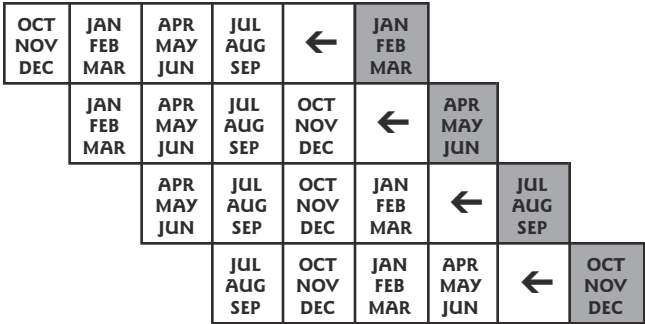 OCT JAN APR JUL ← JAN
NOV FEB MAY AUG FEB
DEC MAR JUN SEP MAR
JAN APR JUL OCT ← APR
FEB MAY AUG NOV MAY
MAR JUN SEP DEC JUN
APR JUL OCT JAN ← JUL
MAY AUG NOV FEB AUG
JUN SEP DEC MAR SEP
JUL OCT JAN APR ← OCT
AUG NOV FEB MAY NOV
SEP DEC MAR JUN DEC